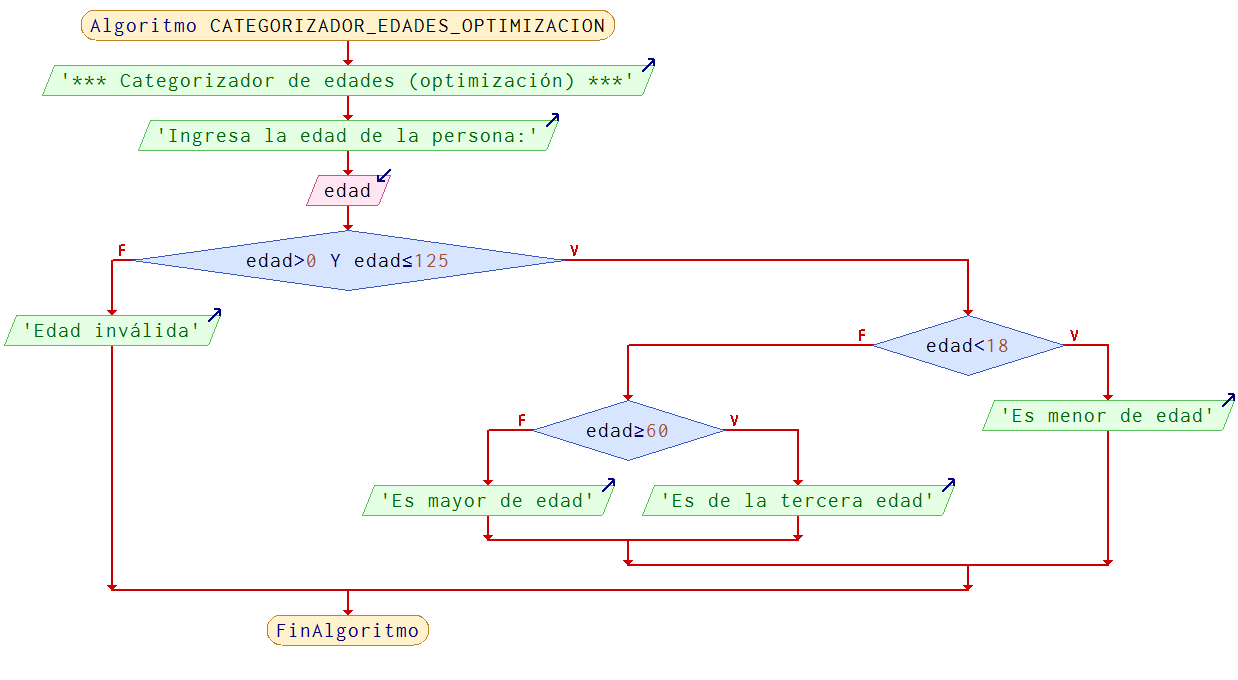 Algoritmo CATEGORIZADOR_EDADES_OPTIMIZACION
'*** Categorizador de edades (optimización) ***'
'Ingresa la edad de la persona:'
edad
F
edad>0 Y edad≤125
V
'Edad inválida'
F
edad<18
V
F
edad≥60
V
'Es menor de edad'
'Es mayor de edad'
'Es de la tercera edad'
FinAlgoritmo